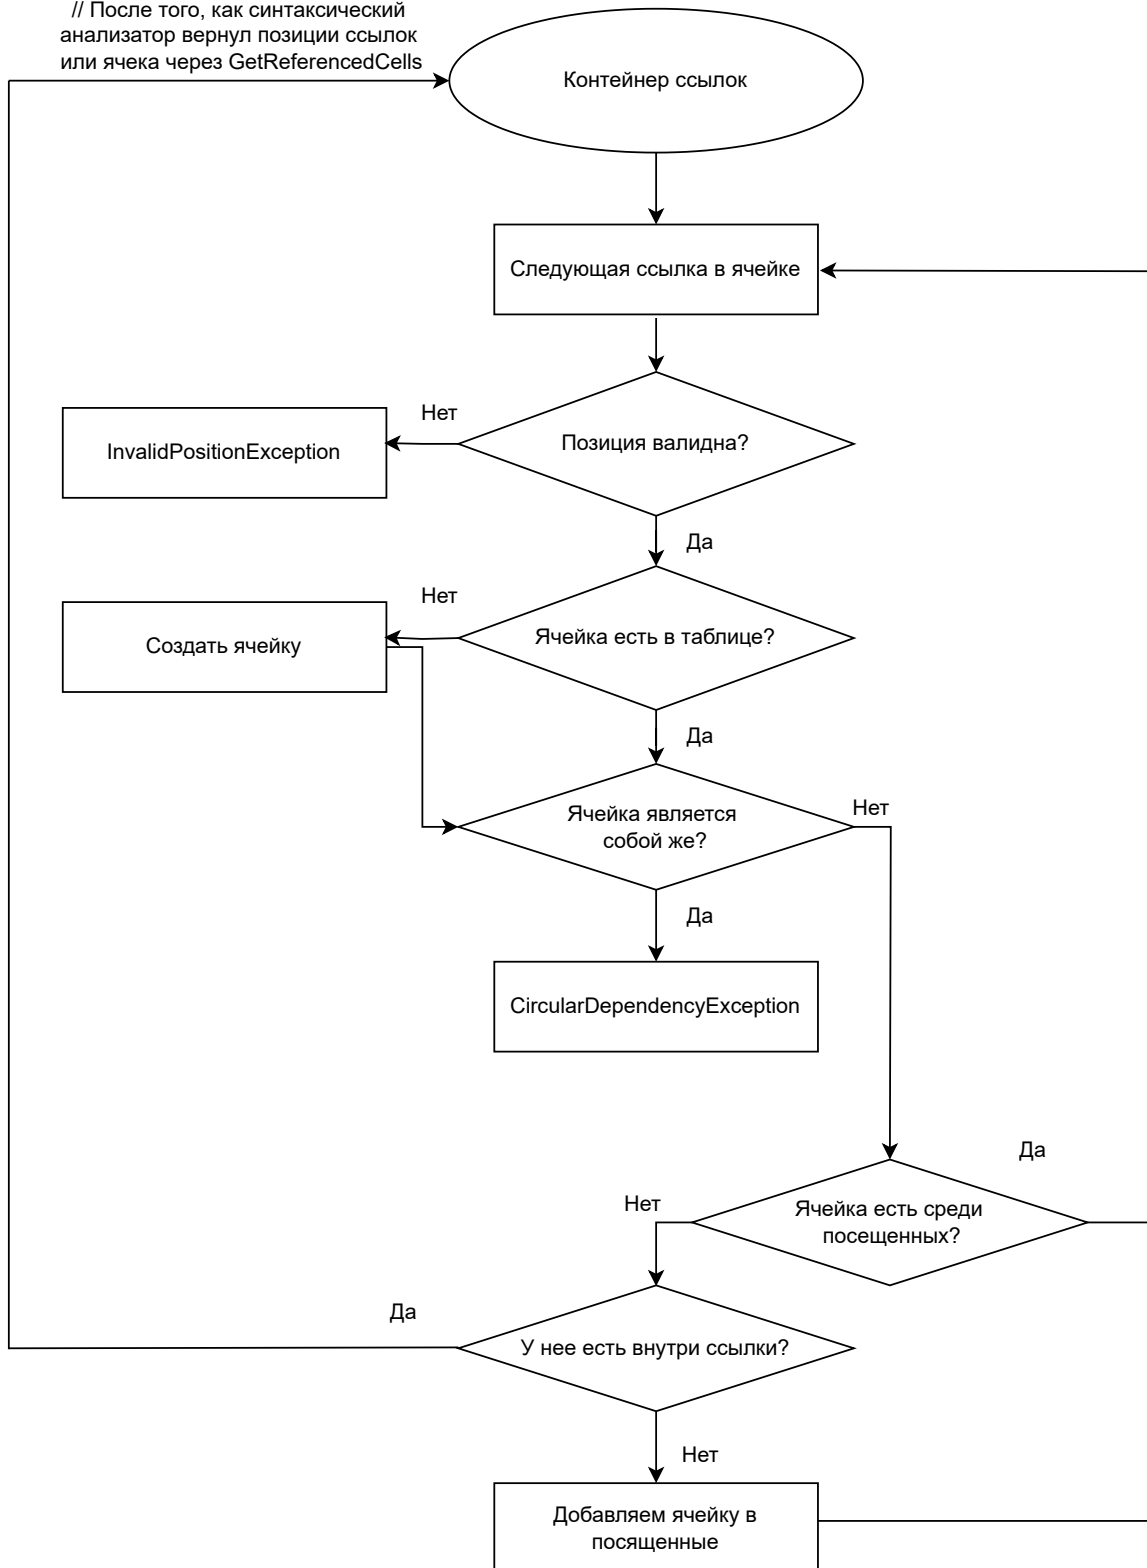 // После того, как синтаксический
анализатор вернул позиции ссылок
или ячека через GetReferencedCells
Контейнер ссылок
Следующая ссылка в ячейке
Нет
Позиция валидна?
InvalidPositionException
Да
Нет
Ячейка есть в таблице?
Создать ячейку
Да
Ячейка является
собой же?
Нет
Да
CircularDependencyException
Да
Ячейка есть среди
посещенных?
Нет
Да
У нее есть внутри ссылки?
Нет
Добавляем ячейку в
посященные